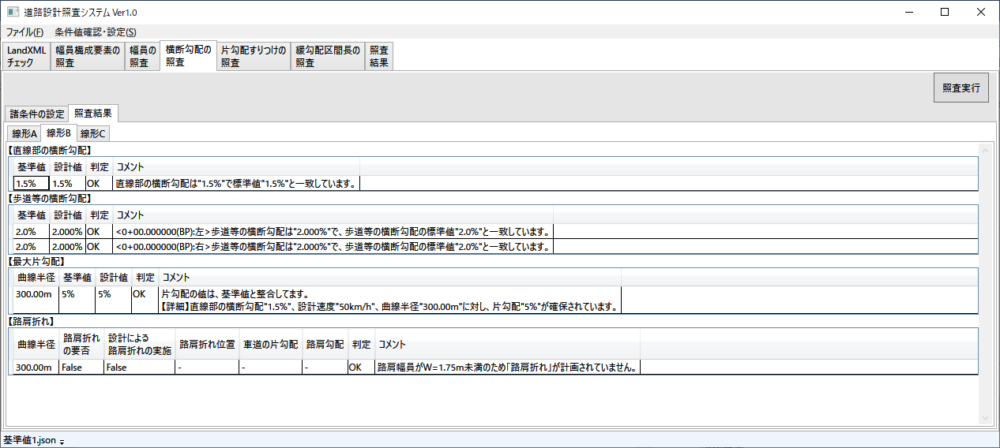 道路設計照査システム Ver1.0
ファイル(F) 条件値確認・設定(S)
LandXML
チェック
幅員構成要素の
照査
幅員の
照査
横断勾配の
照査
片勾配すりつけの
照査
緩勾配区間長の
照査
照査
結果
照査実行
諸条件の設定 照査結果
線形A 線形B 線形C
【直線部の横断勾配】
基準値 設計値 判定 コメント
1.5% 1.5% OK 直線部の横断勾配は"1.5%"で標準値"1.5%"と一致しています。
【歩道等の横断勾配】
基準値 設計値 判定 コメント
2.0% 2.000% OK <0+00.000000(BP):左>歩道等の横断勾配は"2.000%"で、歩道等の横断勾配の標準値"2.0%"と一致しています。
2.0% 2.000% OK <0+00.000000(BP):右>歩道等の横断勾配は"2.000%"で、歩道等の横断勾配の標準値"2.0%"と一致しています。
【最大片勾配】
曲線半径 基準値 設計値 判定 コメント
300.00m 5% 5% OK 片勾配の値は、基準値と整合してます。
【詳細】直線部の横断勾配"1.5%"、設計速度"50km/h"、曲線半径"300.00m"に対し、片勾配"5%"が確保されています。
【路肩折れ】
曲線半径 路肩折れ
の要否 設計による
路肩折れの実施 路肩折れ位置 車道の片勾配 路肩勾配 判定 コメント
300.00m False False - - - OK 路肩幅員がW=1.75m未満のため「路肩折れ」が計画されていません。
基準値1.json